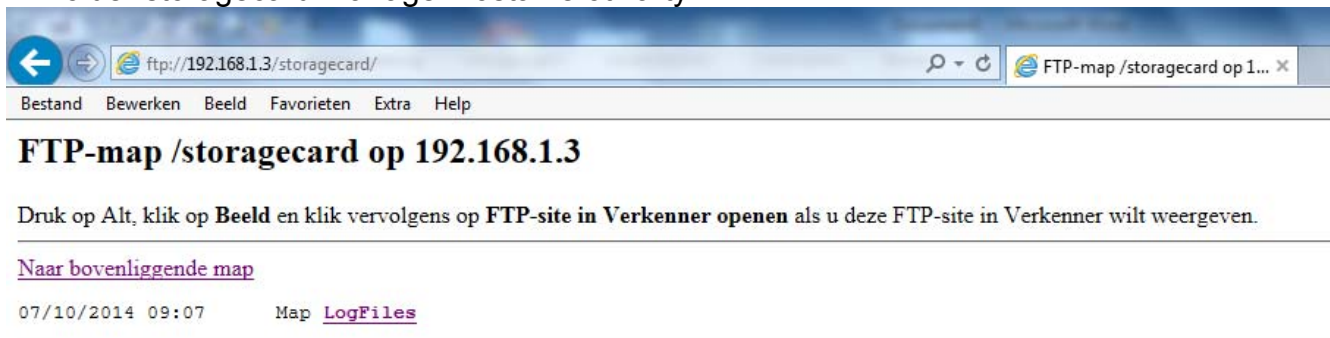 ftp://192.168.1.3/storagecard/
FTP-map /storagecard op 1...
Bestand Bewerken Beeld Favorieten Extra Help
FTP-map /storagecard op 192.168.1.3
Druk op Alt, klik op Beeld en klik vervolgens op FTP-site in Verkenner openen als u deze FTP-site in Verkenner wilt weergeven.
Naar bovenliggende map
07/10/2014 09:07 Map LogFiles